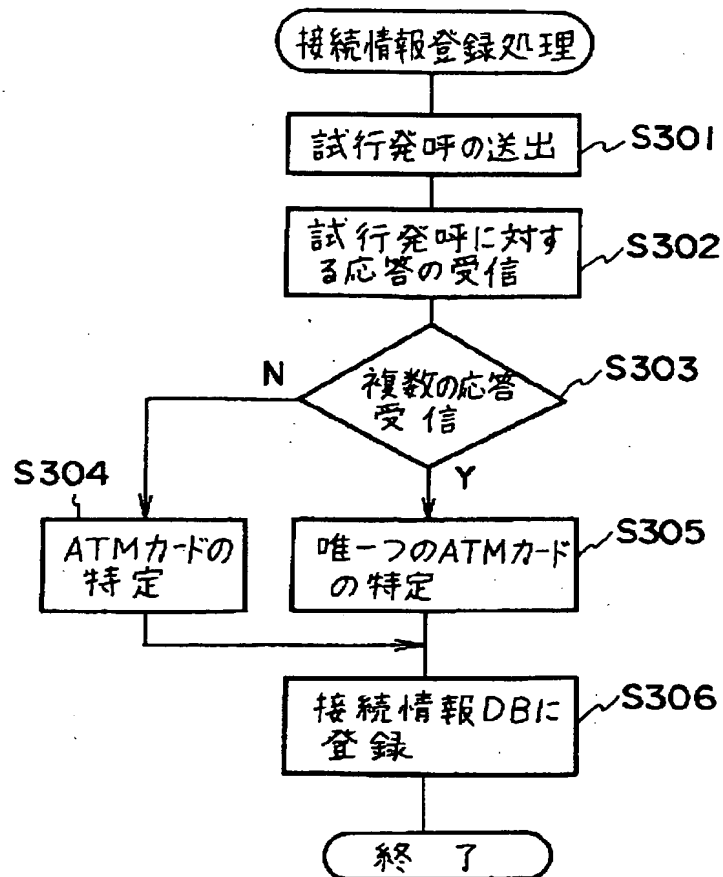 接続情報登録処理
試行発呼の送出
S301
試行発呼に対す
る応答の受信
S302
複数の応答
受信
S303
N
Y
S304
ATMカードの
特定
唯一つのATMカード
の特定
S305
接続情報DBに
登録
S306
終了